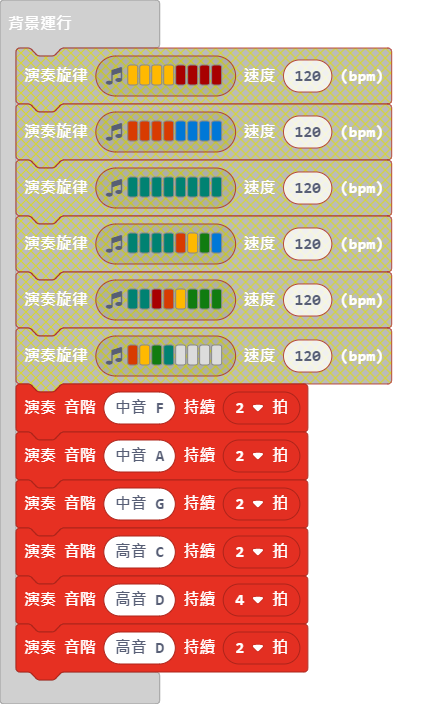 背景運行
演奏旋律 速度 120 (bpm)
演奏旋律 速度 120 (bpm)
演奏旋律 速度 120 (bpm)
演奏旋律 速度 120 (bpm)
演奏旋律 速度 120 (bpm)
演奏旋律 速度 120 (bpm)
演奏 音階 中音 F 持續 2 拍
演奏 音階 中音 A 持續 2 拍
演奏 音階 中音 G 持續 2 拍
演奏 音階 高音 C 持續 2 拍
演奏 音階 高音 D 持續 4 拍
演奏 音階 高音 D 持續 2 拍